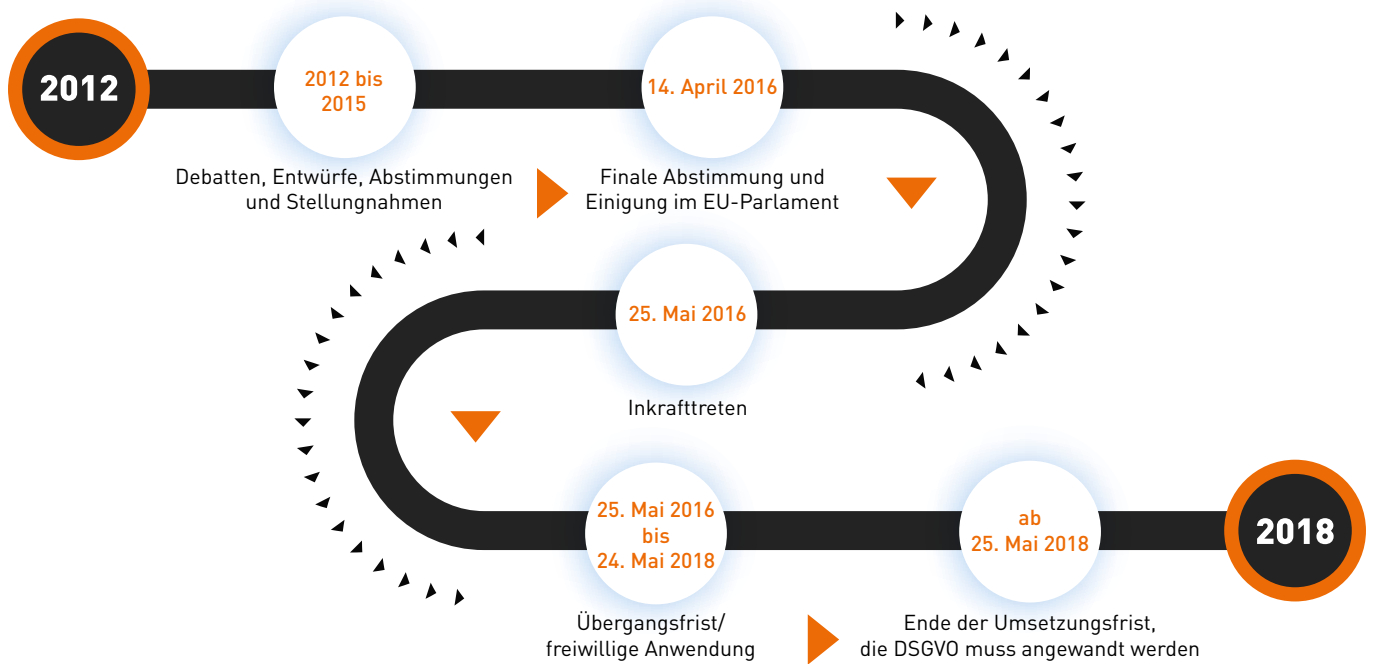 2012
2012 bis
2015
Debatten, Entwürfe, Abstimmungen
und Stellungnahmen
14. April 2016
Finale Abstimmung und
Einigung im EU-Parlament
25. Mai 2016
Inkrafttreten
25. Mai 2016
bis
24. Mai 2018
Übergangsfrist/
freiwillige Anwendung
ab
25. Mai 2018
Ende der Umsetzungsfrist,
die DSGVO muss angewandt werden
2018